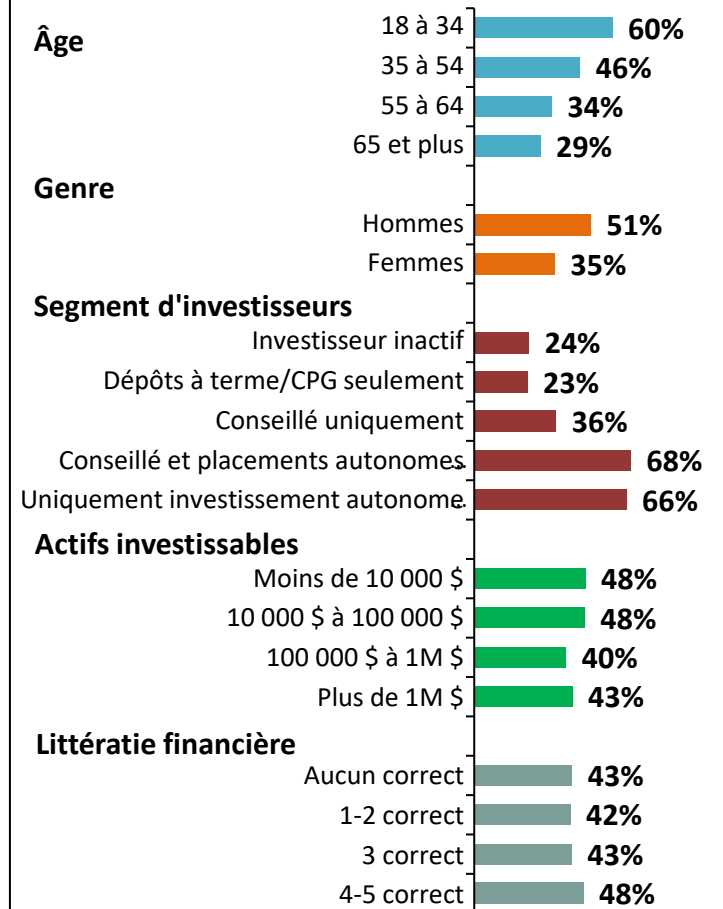 Âge
18 à 34 60%
35 à 54 46%
55 à 64 34%
65 et plus 29%
Genre
Hommes 51%
Femmes 35%
Segment d'investisseurs
Investisseur inactif 24%
Dépôts à terme/CPG seulement 23%
Conseillé uniquement 36%
Conseillé et placements autonomes… 68%
Uniquement investissement autonome… 66%
Actifs investissables
Moins de 10 000 $ 48%
10 000 $ à 100 000 $ 48%
100 000 $ à 1M $ 40%
Plus de 1M $ 43%
Littératie financière
Aucun correct 43%
1-2 correct 42%
3 correct 43%
4-5 correct 48%